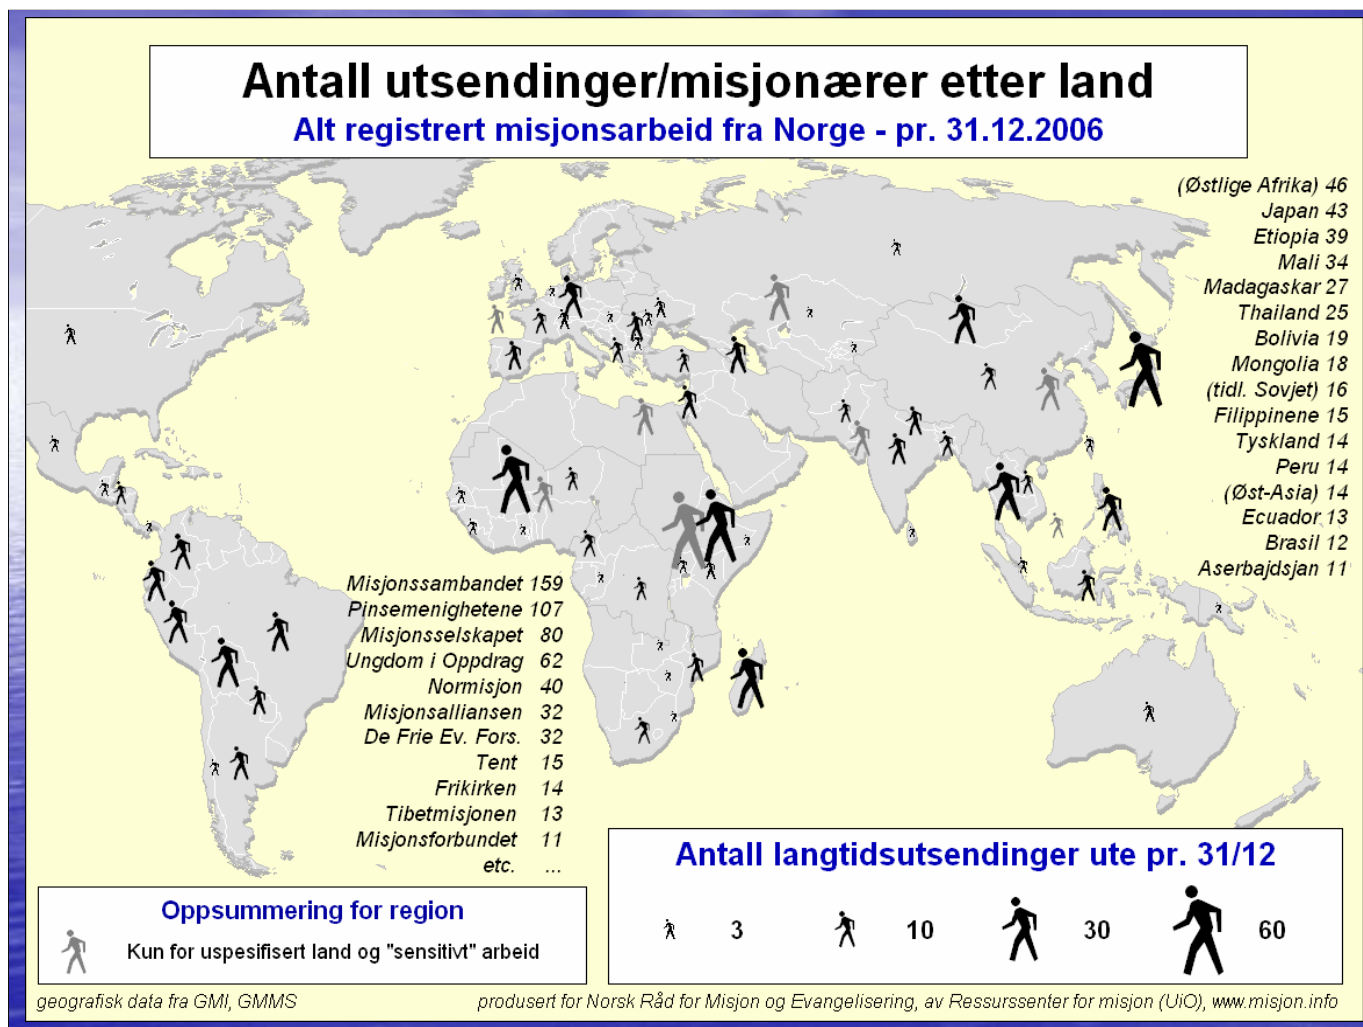 Antall utsendinger/misjonærer etter land
Alt registrert misjonsarbeid fra Norge - pr. 31.12.2006
(Østlige Afrika) 46
Japan 43
Etiopia 39
Mali 34
Madagaskar 27
Thailand 25
Bolivia 19
Mongolia 18
(tidl. Sovjet) 16
Filippinene 15
Tyskland 14
Peru 14
(Øst-Asia) 14
Ecuador 13
Brasil 12
Aserbajdsjan 11
Misjonssambandet 159
Pinsemenighetene 107
Misjonsselskapet 80
Ungdom i Oppdrag 62
Normisjon 40
Misjonsalliansen 32
De Frie Ev. Fors. 32
Tent 15
Frikirken 14
Tibetmisjonen 13
Misjonsforbundet 11
etc. ...
Oppsummering for region
Kun for uspesifisert land og "sensitivt" arbeid
Antall langtidsutsendinger ute pr. 31/12
3 10 30 60
geografisk data fra GMI, GMMS
produsert for Norsk Råd for Misjon og Evangelisering, av Ressurssenter for misjon (UiO), www.misjon.info